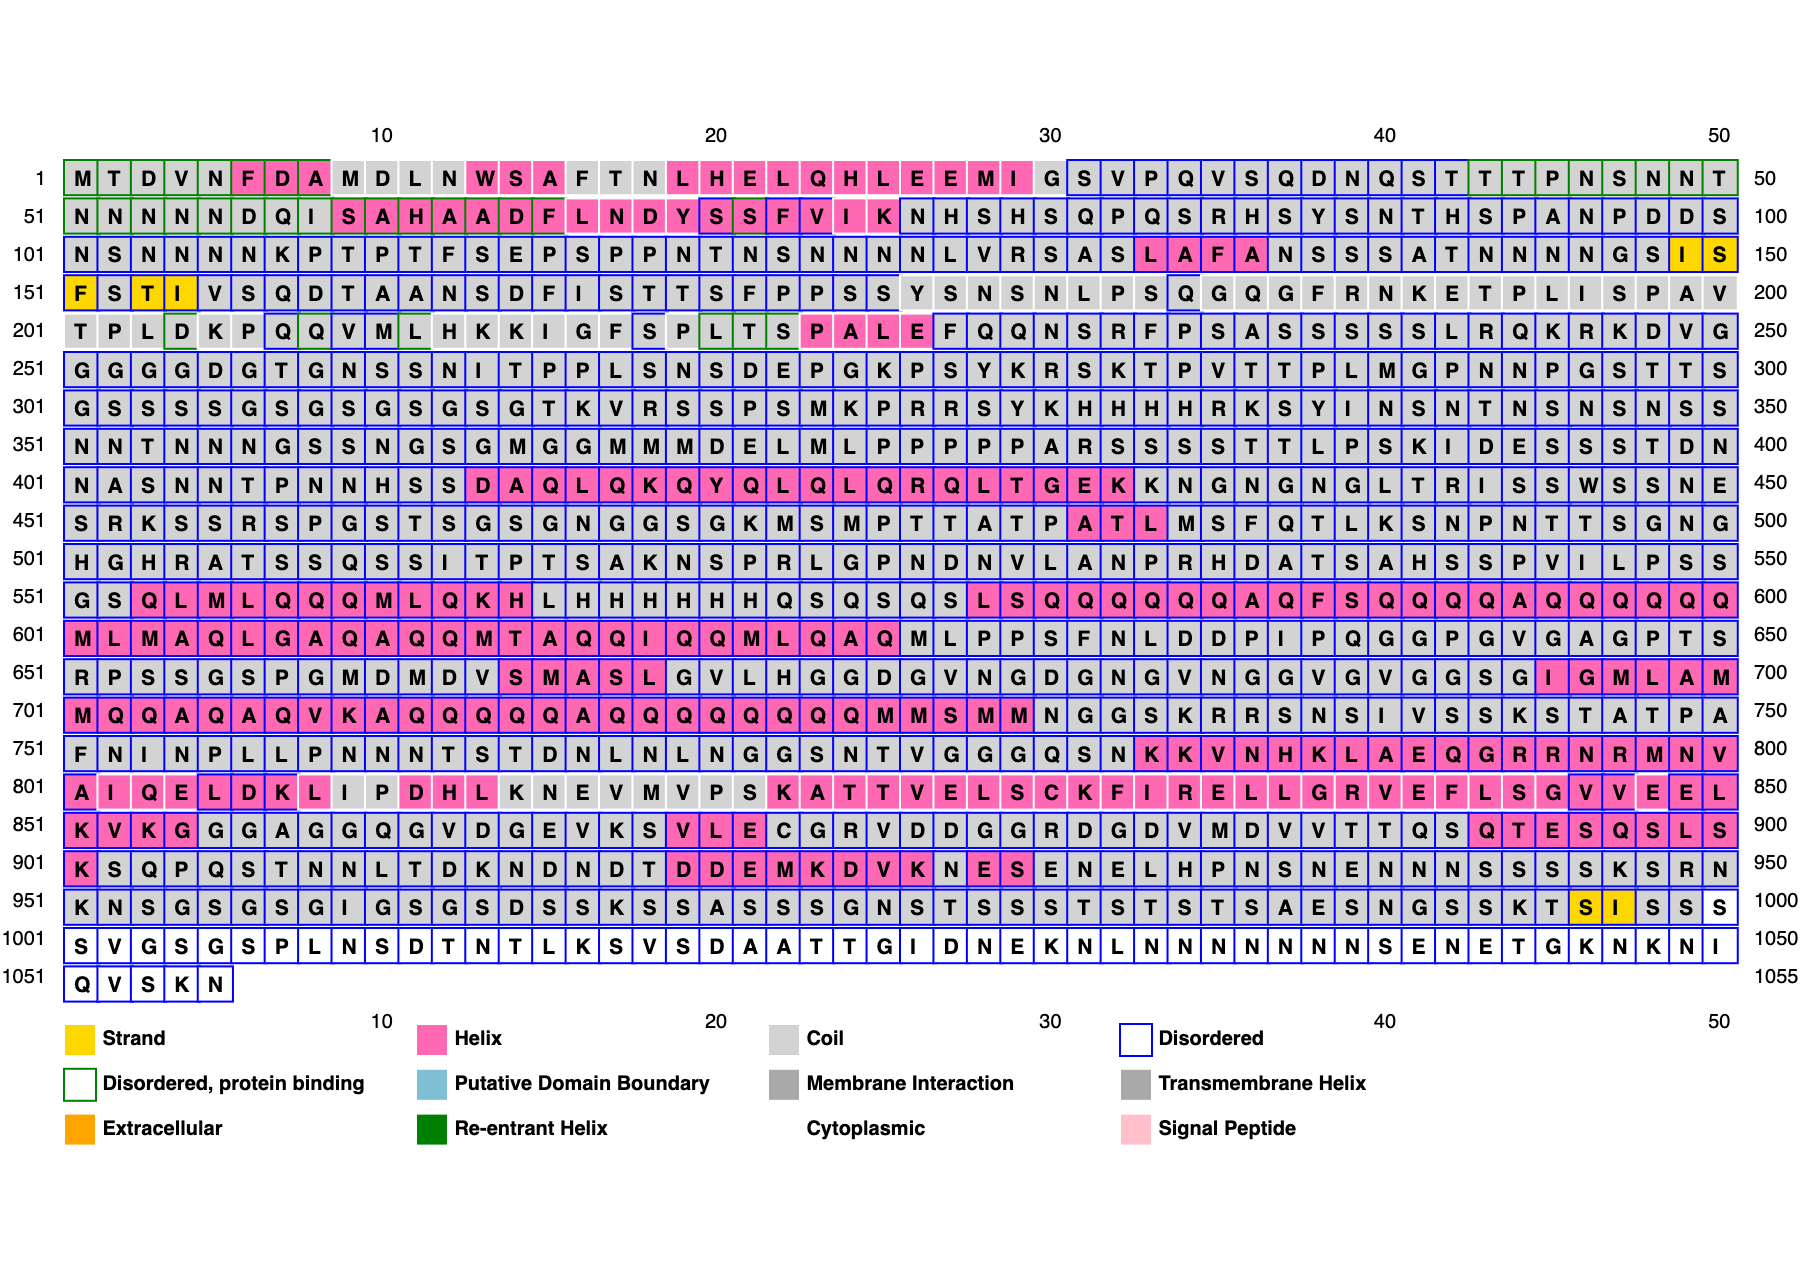 10 20 30 40 50
1 M T D V N F D A M D L N W S A F T N L H E L Q H L E E M I G S V P Q V S Q D N Q S T T T P N S N N T 50
51 N N N N N D Q I S A H A A D F L N D Y S S F V I K N H S H S Q P Q S R H S Y S N T H S P A N P D D S 100
101 N S N N N N K P T P T F S E P S P P N T N S N N N N L V R S A S L A F A N S S S A T N N N N G S I S 150
151 F S T I V S Q D T A A N S D F I S T T S F P P S S Y S N S N L P S Q G Q G F R N K E T P L I S P A V 200
201 T P L D K P Q Q V M L H K K I G F S P L T S P A L E F Q Q N S R F P S A S S S S S L R Q K R K D V G 250
251 G G G G D G T G N S S N I T P P L S N S D E P G K P S Y K R S K T P V T T P L M G P N N P G S T T S 300
301 G S S S S G S G S G S G S G T K V R S S P S M K P R R S Y K H H H H R K S Y I N S N T N S N S N S S 350
351 N N T N N N G S S N G S G M G G M M M D E L M L P P P P P A R S S S S T T L P S K I D E S S S T D N 400
401 N A S N N T P N N H S S D A Q L Q K Q Y Q L Q L Q R Q L T G E K K N G N G N G L T R I S S W S S N E 450
451 S R K S S R S P G S T S G S G N G G S G K M S M P T T A T P A T L M S F Q T L K S N P N T T S G N G 500
501 H G H R A T S S Q S S I T P T S A K N S P R L G P N D N V L A N P R H D A T S A H S S P V I L P S S 550
551 G S Q L M L Q Q Q M L Q K H L H H H H H H Q S Q S Q S L S Q Q Q Q Q Q A Q F S Q Q Q Q A Q Q Q Q Q Q 600
601 M L M A Q L G A Q A Q Q M T A Q Q I Q Q M L Q A Q M L P P S F N L D D P I P Q G G P G V G A G P T S 650
651 R P S S G S P G M D M D V S M A S L G V L H G G D G V N G D G N G V N G G V G V G G S G I G M L A M 700
701 M Q Q A Q A Q V K A Q Q Q Q Q A Q Q Q Q Q Q Q Q M M S M M N G G S K R R S N S I V S S K S T A T P A 750
751 F N I N P L L P N N N T S T D N L N L N G G S N T V G G G Q S N K K V N H K L A E Q G R R N R M N V 800
801 A I Q E L D K L I P D H L K N E V M V P S K A T T V E L S C K F I R E L L G R V E F L S G V V E E L 850
851 K V K G G G A G G Q G V D G E V K S V L E C G R V D D G G R D G D V M D V V T T Q S Q T E S Q S L S 900
901 K S Q P Q S T N N L T D K N D N D T D D E M K D V K N E S E N E L H P N S N E N N N S S S S K S R N 950
951 K N S G S G S G I G S G S D S S K S S A S S S G N S T S S S T S T S T S A E S N G S S K T S I S S S 1000
1001 S V G S G S P L N S D T N T L K S V S D A A T T G I D N E K N L N N N N N N N S E N E T G K N K N I 1050
1051 Q V S K N 1055
10 20 30 40 50
Strand Helix Coil Disordered
Disordered, protein binding Putative Domain Boundary Membrane Interaction Transmembrane Helix
Extracellular Re-entrant Helix Cytoplasmic Signal Peptide